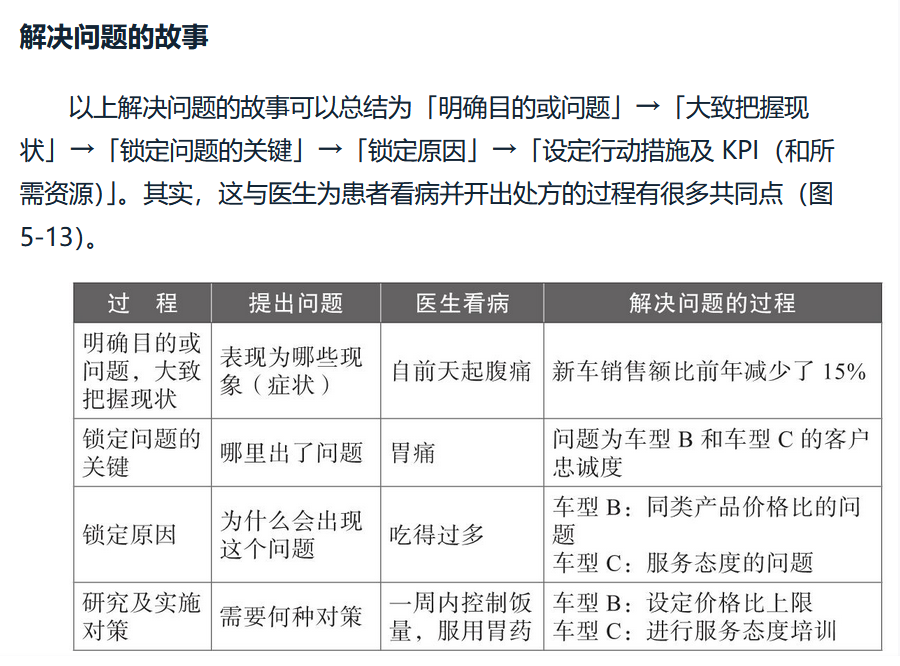 解决问题的故事
以上解决问题的故事可以总结为「明确目的或问题」→「大致把握现
状」→「锁定问题的关键」→「锁定原因」→「设定行动措施及 KPI（和所
需资源）」。其实，这与医生为患者看病并开出处方的过程有很多共同点（图
5-13）。
过 程 提出问题 医生看病 解决问题的过程
明确目的或
问题，大致
把握现状
表现为哪些现
象（症状）
自前天起腹痛
新车销售额比前年减少了 15%
锁定问题的
关键
哪里出了问题
胃痛
问题为车型 B 和车型 C 的客户
忠诚度
锁定原因
为什么会出现
这个问题
吃得过多
车型 B：同类产品价格比的问
题
车型 C：服务态度的问题
研究及实施
对策
需要何种对策
一周内控制饭
量，服用胃药
车型 B：设定价格比上限
车型 C：进行服务态度培训